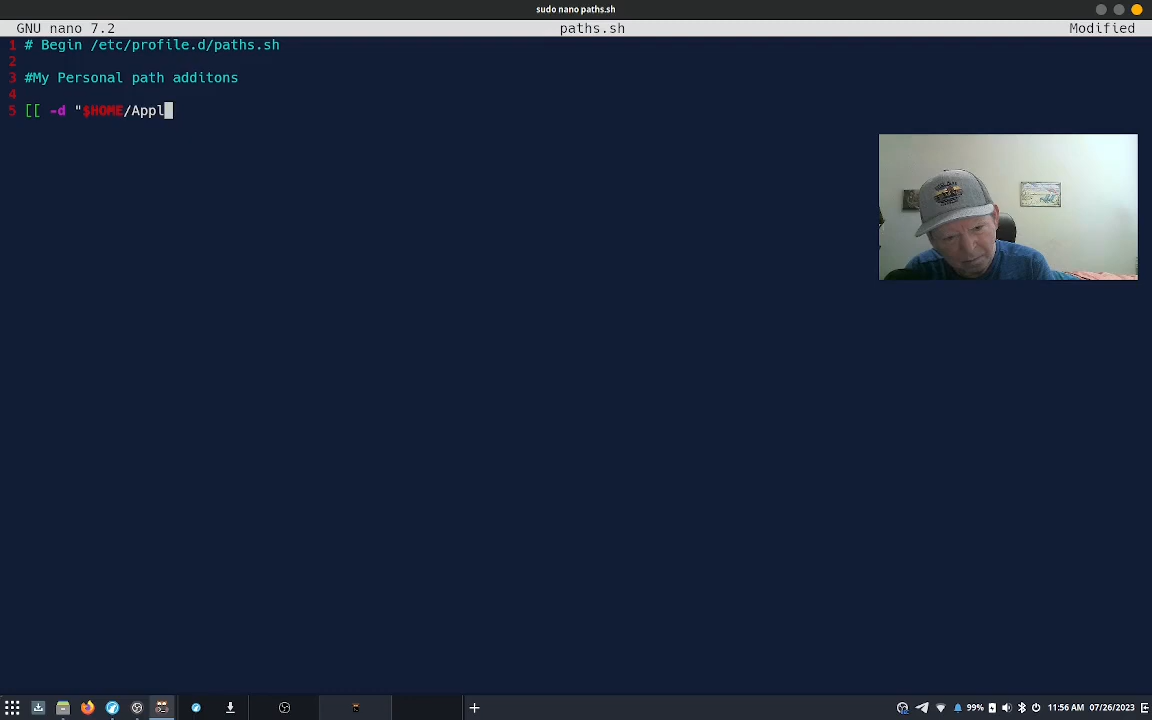 sudo nano paths.sh
GNU nano 7.2 paths.sh Modified
1 # Begin /etc/profile.d/paths.sh
2
3 #My Personal path additons
4
5 [[ -d "$HOME/Appl
99% 11:56 AM 07/26/2023